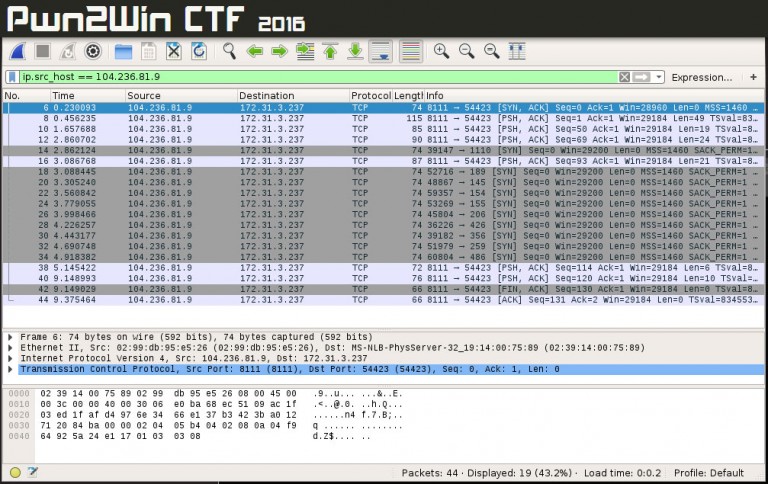 Pwn2Win CTF 2016
ip.src_host == 104.236.81.9 Expression... +
No. Time Source Destination Protocol Length Info
6 0.230093 104.236.81.9 172.31.3.237 TCP 74 8111 → 54423 [SYN, ACK] Seq=0 Ack=1 Win=28960 Len=0 MSS=1460 …
8 0.456235 104.236.81.9 172.31.3.237 TCP 115 8111 → 54423 [PSH, ACK] Seq=1 Ack=1 Win=29184 Len=49 TSval=83…
10 1.657688 104.236.81.9 172.31.3.237 TCP 85 8111 → 54423 [PSH, ACK] Seq=50 Ack=1 Win=29184 Len=19 TSval=8…
12 2.860702 104.236.81.9 172.31.3.237 TCP 90 8111 → 54423 [PSH, ACK] Seq=69 Ack=1 Win=29184 Len=24 TSval=8…
14 2.862124 104.236.81.9 172.31.3.237 TCP 74 39147 → 1110 [SYN] Seq=0 Win=29200 Len=0 MSS=1460 SACK_PERM=1…
16 3.086768 104.236.81.9 172.31.3.237 TCP 87 8111 → 54423 [PSH, ACK] Seq=93 Ack=1 Win=29184 Len=21 TSval=8…
18 3.088445 104.236.81.9 172.31.3.237 TCP 74 52716 → 189 [SYN] Seq=0 Win=29200 Len=0 MSS=1460 SACK_PERM=1 …
20 3.305240 104.236.81.9 172.31.3.237 TCP 74 48867 → 145 [SYN] Seq=0 Win=29200 Len=0 MSS=1460 SACK_PERM=1 …
22 3.560842 104.236.81.9 172.31.3.237 TCP 74 59357 → 154 [SYN] Seq=0 Win=29200 Len=0 MSS=1460 SACK_PERM=1 …
24 3.779055 104.236.81.9 172.31.3.237 TCP 74 53269 → 155 [SYN] Seq=0 Win=29200 Len=0 MSS=1460 SACK_PERM=1 …
26 3.998466 104.236.81.9 172.31.3.237 TCP 74 45804 → 206 [SYN] Seq=0 Win=29200 Len=0 MSS=1460 SACK_PERM=1 …
28 4.226257 104.236.81.9 172.31.3.237 TCP 74 36226 → 426 [SYN] Seq=0 Win=29200 Len=0 MSS=1460 SACK_PERM=1 …
30 4.443177 104.236.81.9 172.31.3.237 TCP 74 39182 → 356 [SYN] Seq=0 Win=29200 Len=0 MSS=1460 SACK_PERM=1 …
32 4.690748 104.236.81.9 172.31.3.237 TCP 74 51979 → 259 [SYN] Seq=0 Win=29200 Len=0 MSS=1460 SACK_PERM=1 …
34 4.918382 104.236.81.9 172.31.3.237 TCP 74 60804 → 486 [SYN] Seq=0 Win=29200 Len=0 MSS=1460 SACK_PERM=1 …
38 5.145422 104.236.81.9 172.31.3.237 TCP 72 8111 → 54423 [PSH, ACK] Seq=114 Ack=1 Win=29184 Len=6 TSval=8…
40 9.148993 104.236.81.9 172.31.3.237 TCP 76 8111 → 54423 [PSH, ACK] Seq=120 Ack=1 Win=29184 Len=10 TSval=…
42 9.149029 104.236.81.9 172.31.3.237 TCP 66 8111 → 54423 [FIN, ACK] Seq=130 Ack=1 Win=29184 Len=0 TSval=8…
44 9.375464 104.236.81.9 172.31.3.237 TCP 66 8111 → 54423 [ACK] Seq=131 Ack=2 Win=29184 Len=0 TSval=834553…
Frame 6: 74 bytes on wire (592 bits), 74 bytes captured (592 bits)
Ethernet II, Src: 02:99:db:95:e5:26 (02:99:db:95:e5:26), Dst: MS-NLB-PhysServer-32_19:14:00:75:89 (02:39:14:00:75:89)
Internet Protocol Version 4, Src: 104.236.81.9, Dst: 172.31.3.237
Transmission Control Protocol, Src Port: 8111 (8111), Dst Port: 54423 (54423), Seq: 0, Ack: 1, Len: 0
0000 02 39 14 00 75 89 02 99 db 95 e5 26 08 00 45 00 .9..u... ...&..E.
0010 00 3c 00 00 40 00 30 06 e0 ba 68 ec 51 09 ac 1f .<..@.0. ..h.Q...
0020 03 ed 1f af d4 97 6e 34 66 e1 37 b3 42 3b a0 12 ......n4 f.7.B;..
0030 71 20 84 ba 00 00 02 04 05 b4 04 02 08 0a 04 f9 q ...... ........
0040 64 92 5a 24 e1 17 01 03 03 08 d.Z$.... ..
Packets: 44 · Displayed: 19 (43.2%) · Load time: 0:0.2 Profile: Default